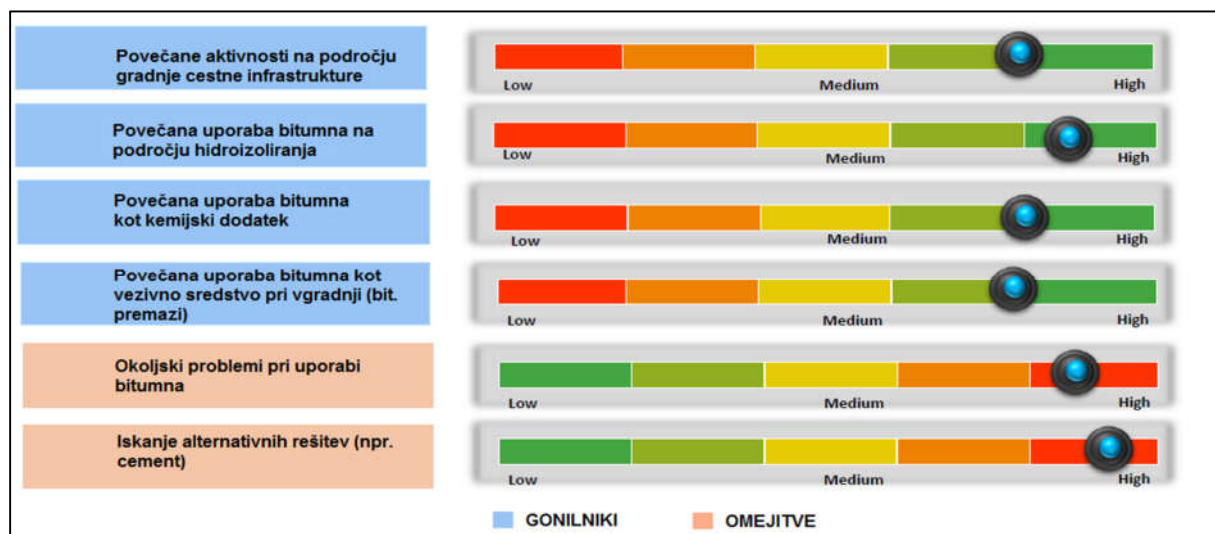 Povečane aktivnosti na področju
gradnje cestne infrastrukture
Low Medium High
Povečana uporaba bitumna na
področju hidroizoliranja
Low Medium High
Povečana uporaba bitumna
kot kemijski dodatek
Low Medium High
Povečana uporaba bitumna kot
vezivno sredstvo pri vgradnji (bit.
premazi)
Low Medium High
Okoljski problemi pri uporabi
bitumna
Low Medium High
Iskanje alternativnih rešitev (npr.
cement)
Low Medium High
GONILNIKI OMEJITVE